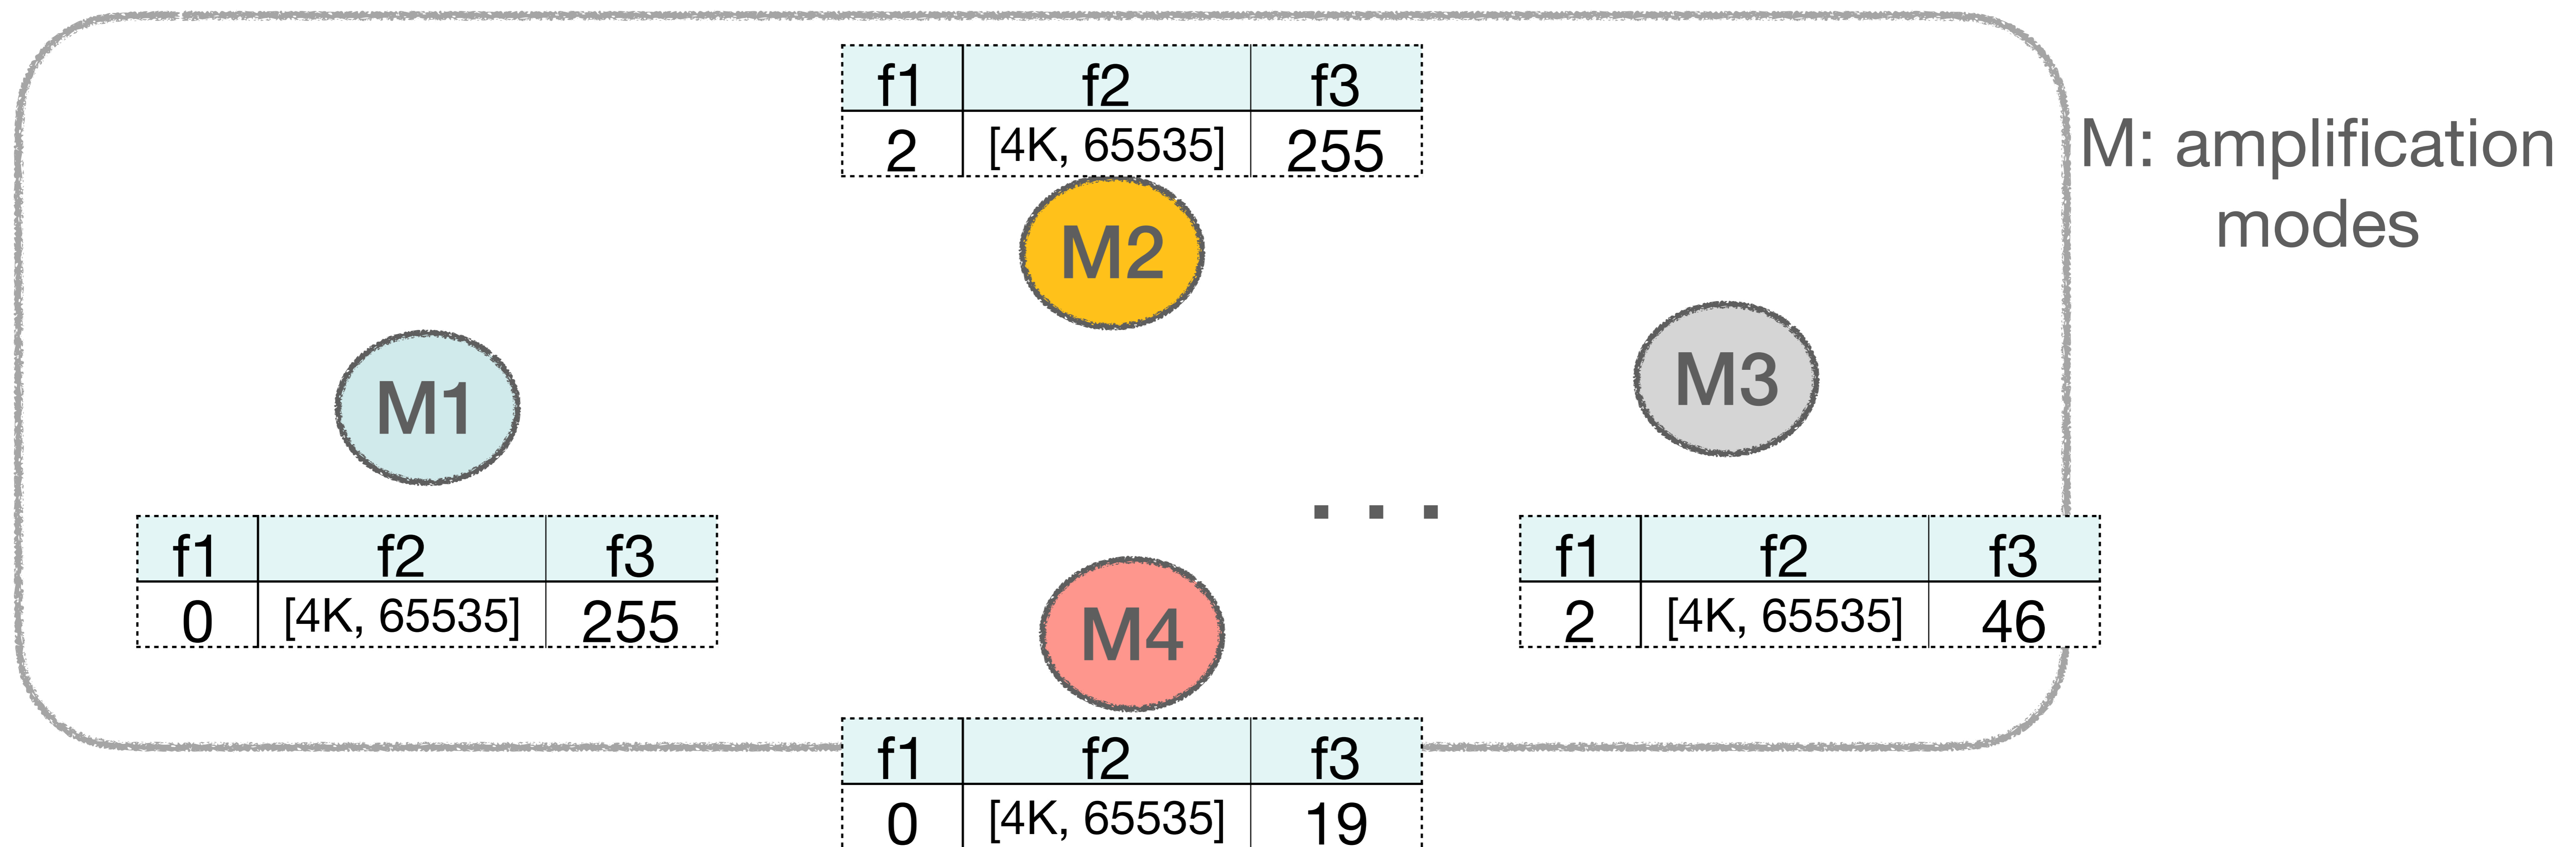 f1 f2 f3
2 [4K, 65535] 255
M: amplification
modes
M2
M3
M1
. . .
f1 f2 f3
0 [4K, 65535] 255
f1 f2 f3
2 [4K, 65535] 46
M4
f1 f2 f3
0 [4K, 65535] 19